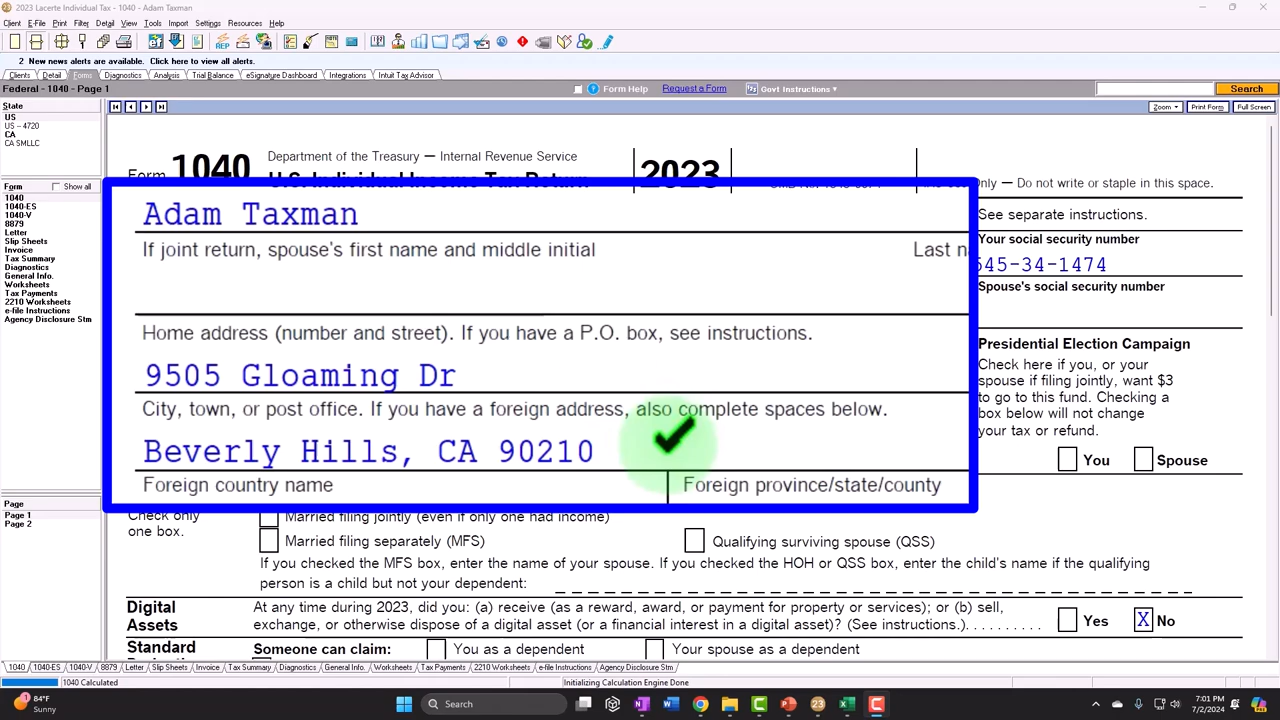 2023 Lacerte Individual Tax - 1040 - Adam Taxman
Client E-File Print Filter Detail View Tools Import Settings Resources Help
2 New news alerts are available. Click here to view all alerts.
Clients Detail Forms Diagnostics Analysis Trial Balance eSignature Dashboard Integrations Intuit Tax Advisor
Federal - 1040 - Page 1 Form Help Request a Form Govt Instructions Search
State
US
US – 4720
CA
CA SMLLC
Zoom Print Form Full Screen
Form Show all
1040
1040-ES
1040-V
8879
Letter
Slip Sheets
Invoice
Tax Summary
Diagnostics
General Info.
Worksheets
Tax Payments
2210 Worksheets
e-file Instructions
Agency Disclosure Stm
Page
Page 1
Page 2
Form 1040 Department of the Treasury — Internal Revenue Service
U.S. Individual Income Tax Return 2023
Only — Do not write or staple in this space.
Adam Taxman
If joint return, spouse's first name and middle initial Last
Home address (number and street). If you have a P.O. box, see instructions.
9505 Gloaming Dr
City, town, or post office. If you have a foreign address, also complete spaces below.
Beverly Hills, CA 90210
Foreign country name Foreign province/state/county
See separate instructions.
Your social security number
545-34-1474
Spouse's social security number
Presidential Election Campaign
Check here if you, or your
spouse if filing jointly, want $3
to go to this fund. Checking a
box below will not change
your tax or refund.
You Spouse
Check only
one box.
Married filing jointly (even if only one had income)
Married filing separately (MFS) Qualifying surviving spouse (QSS)
If you checked the MFS box, enter the name of your spouse. If you checked the HOH or QSS box, enter the child's name if the qualifying
person is a child but not your dependent:
Digital
Assets
At any time during 2023, did you: (a) receive (as a reward, award, or payment for property or services); or (b) sell,
exchange, or otherwise dispose of a digital asset (or a financial interest in a digital asset)? (See instructions.) Yes X No
Standard Someone can claim: You as a dependent Your spouse as a dependent
1040 1040-ES 1040-V 8879 Letter Slip Sheets Invoice Tax Summary Diagnostics General Info. Worksheets Tax Payments 2210 Worksheets e-file Instructions Agency Disclosure Stm
1040 Calculated Initializing Calculation Engine Done
84°F
Sunny
Search
7:01 PM
7/2/2024